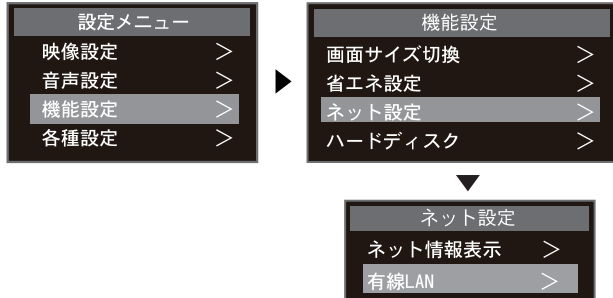 設定メニュー
映像設定 ＞
音声設定 ＞
機能設定 ＞
各種設定 ＞
機能設定
画面サイズ切換 ＞
省エネ設定 ＞
ネット設定 ＞
ハードディスク ＞
ネット設定
ネット情報表示 ＞
有線LAN ＞